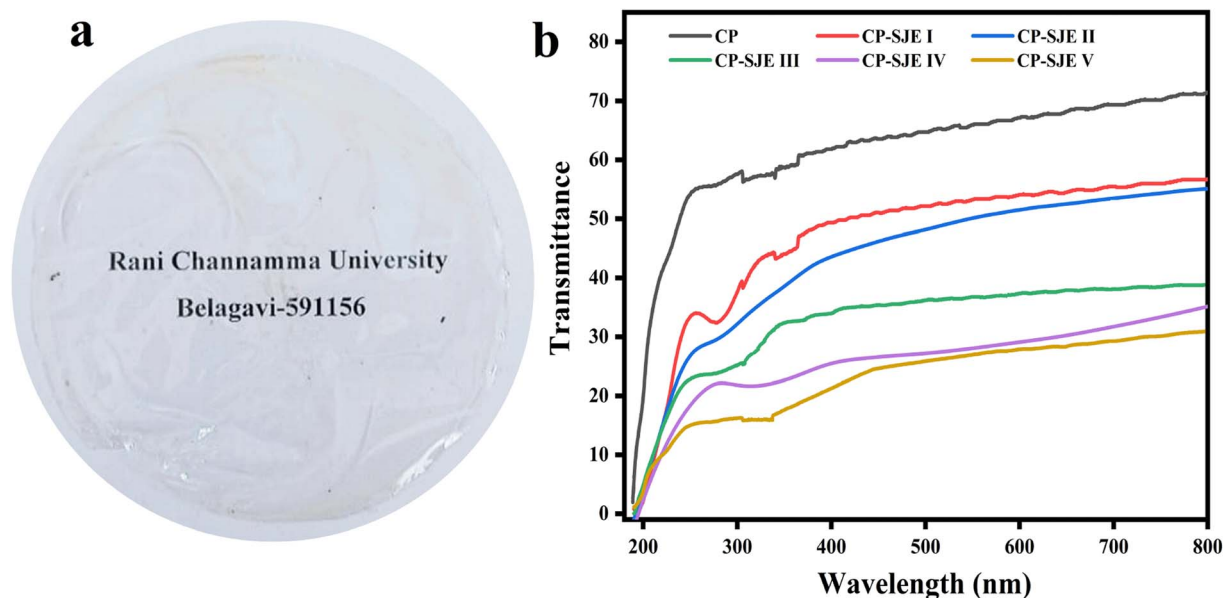 a
Rani Channamma University
Belagavi-591156
b
CP CP-SJE I CP-SJE II
CP-SJE III CP-SJE IV CP-SJE V
Transmittance
80
70
60
50
40
30
20
10
0
200 300 400 500 600 700 800
Wavelength (nm)